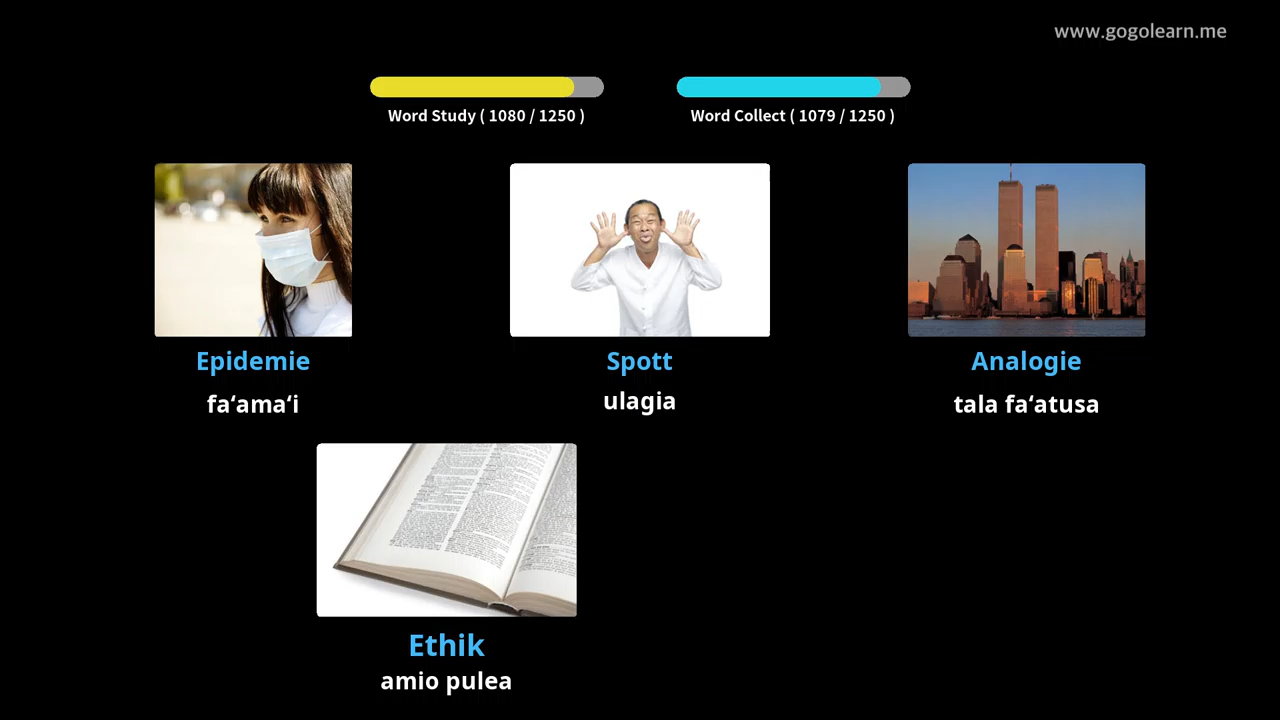 www.gogolearn.me
Word Study ( 1080 / 1250 )
Word Collect ( 1079 / 1250 )
Epidemie
Spott
Analogie
fa‘ama‘i
ulagia
tala fa‘atusa
Ethik
amio pulea